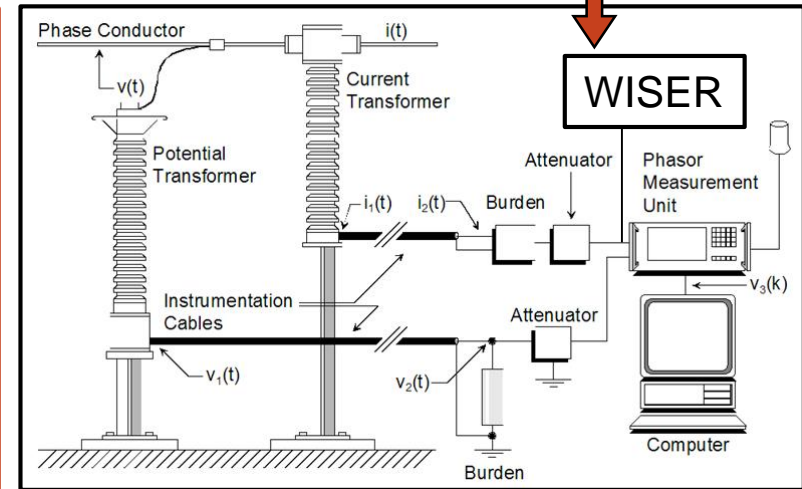 Phase Conductor
i(t)
v(t)
Current
Transformer
WISER
Potential
Transformer
Attenuator
Phasor
Measurement
Unit
i₁(t)
i₂(t)
Burden
Instrumentation
Cables
Attenuator
v₃(k)
v₁(t)
v₂(t)
Computer
Burden